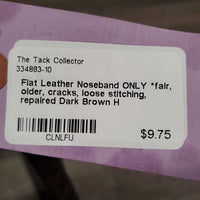 The Tack Collector
334883-10
Flat Leather Noseband ONLY *fair,
older, cracks, loose stitching,
repaired Dark Brown H
CLNLFU
$9.75